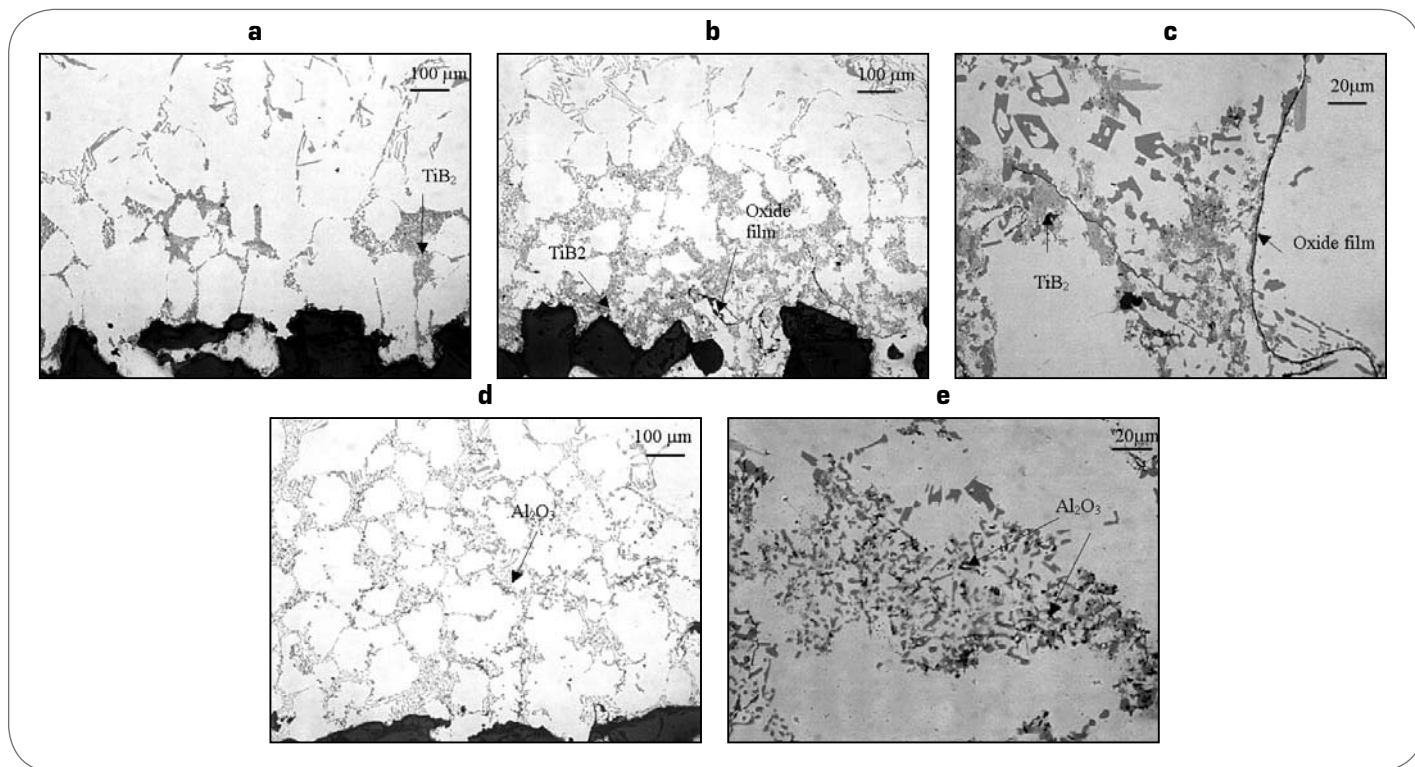 a
b
c
100 µm
TiB₂
100 µm
Oxide
film
TiB2
20µm
Oxide film
TiB₂
d
e
100 µm
Al₂O₃
20µm
Al₂O₃